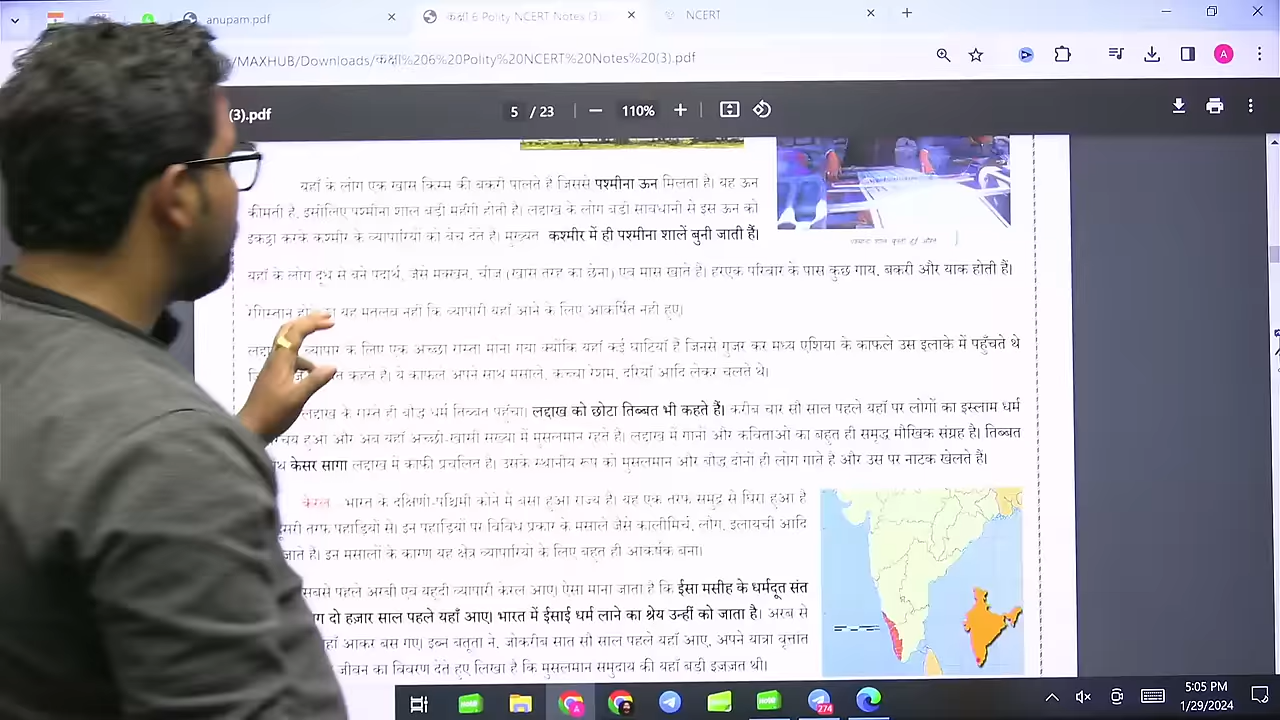 anupam.pdf
कक्षा 6 Polity NCERT Notes (3)
NCERT
/MAXHUB/Downloads/कक्षा%206%20Polity%20NCERT%20Notes%20(3).pdf
(3).pdf
5 / 23
110%
यहाँ के लोग एक खास किस्म की बकरी पालते हैं जिससे पश्मीना ऊन मिलता है। यह ऊन
कीमती है, इसीलिए पश्मीना शाल बड़ी महँगी होती है। लद्दाख के लोग बड़ी सावधानी से इस ऊन को
इकट्ठा करके कश्मीर के व्यापारियों को बेच देते हैं। मुख्यतः कश्मीर में ही पश्मीना शालें बुनी जाती हैं।
पश्मीना शाल बुनते हुए औरत
यहाँ के लोग दूध से बने पदार्थ, जैसे मक्खन, चीज़ (खास तरह का छेना) एवं मांस खाते हैं। हरएक परिवार के पास कुछ गाय, बकरी और याक होती हैं।
रेगिस्तान होने का यह मतलब नहीं कि व्यापारी यहाँ आने के लिए आकर्षित नहीं हुए।
व्यापार के लिए एक अच्छा रास्ता माना गया क्योंकि यहाँ कई घाटियाँ हैं जिनसे गुज़र कर मध्य एशिया के काफ़ले उस इलाके में पहुँचते थे
कहते हैं। ये काफ़ले अपने साथ मसाले, कच्चा रेशम, दरियाँ आदि लेकर चलते थे।
लद्दाख के रास्ते ही बौद्ध धर्म तिब्बत पहुँचा। लद्दाख को छोटा तिब्बत भी कहते हैं। करीब चार सौ साल पहले यहाँ पर लोगों का इस्लाम धर्म
हुआ और अब यहाँ अच्छी-खासी संख्या में मुसलमान रहते हैं। लद्दाख में गानों और कविताओं का बहुत ही समृद्ध मौखिक संग्रह है। तिब्बत
केसर सागा लद्दाख में काफी प्रचलित है। उसके स्थानीय रूप को मुसलमान और बौद्ध दोनों ही लोग गाते हैं और उस पर नाटक खेलते हैं।
केरल भारत के दक्षिणी-पश्चिमी कोने में बसा हुआ राज्य है। यह एक तरफ समुद्र से घिरा हुआ है
तरफ पहाड़ियों से। इन पहाड़ियों पर विविध प्रकार के मसाले जैसे कालीमिर्च, लौंग, इलायची आदि
जाते हैं। इन मसालों के कारण यह क्षेत्र व्यापारियों के लिए बहुत ही आकर्षक बना।
सबसे पहले अरबी एवं यहूदी व्यापारी केरल आए। ऐसा माना जाता है कि ईसा मसीह के धर्मदूत संत
दो हज़ार साल पहले यहाँ आए। भारत में ईसाई धर्म लाने का श्रेय उन्हीं को जाता है। अरब से
आकर बस गए। इब्न बतूता ने, जोकरीब सात सौ साल पहले यहाँ आए, अपने यात्रा वृत्तांत
जीवन का विवरण देते हुए लिखा है कि मुसलमान समुदाय की यहाँ बड़ी इज़्ज़त थी।
274
5:05 PM
1/29/2024